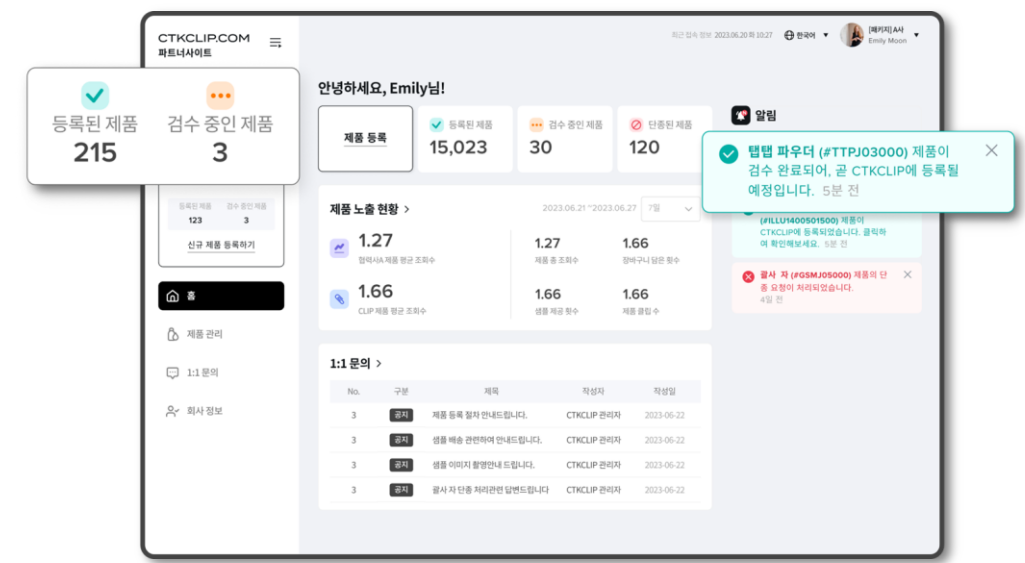 CTKCLIP.COM
파트너사이트
최근 접속 정보 2023.06.20 화 10:27
한국어
[패키지] A사
Emily Moon
등록된 제품
215
검수 중인 제품
3
등록된 제품
123
검수 중인 제품
3
신규 제품 등록하기
홈
제품 관리
1:1 문의
회사 정보
안녕하세요, Emily님!
제품 등록
등록된 제품
15,023
검수 중인 제품
30
단종된 제품
120
제품 노출 현황 >
2023.06.21~2023.06.27
7일
1.27
협력사A 제품 평균 조회수
1.66
CLIP 제품 평균 조회수
1.27
제품 총 조회수
1.66
장바구니 담은 횟수
1.66
샘플 제공 횟수
1.66
제품 클립 수
1:1 문의 >
No. 구분 제목 작성자 작성일
3 공지 제품 등록 절차 안내드립니다. CTKCLIP 관리자 2023-06-22
3 공지 샘플 배송 관련하여 안내드립니다. CTKCLIP 관리자 2023-06-22
3 공지 샘플 이미지 촬영안내 드립니다. CTKCLIP 관리자 2023-06-22
3 공지 괄사 자 단종 처리관련 답변드립니다 CTKCLIP 관리자 2023-06-22
알림
탭탭 파우더 (#TTPJ03000) 제품이
검수 완료되어, 곧 CTKCLIP에 등록될
예정입니다. 5분 전
(#ILLU1400501500) 제품이
CTKCLIP에 등록되었습니다. 클릭하
여 확인해보세요. 5분 전
괄사 자 (#GSMJ05000) 제품의 단
종 요청이 처리되었습니다.
4일 전